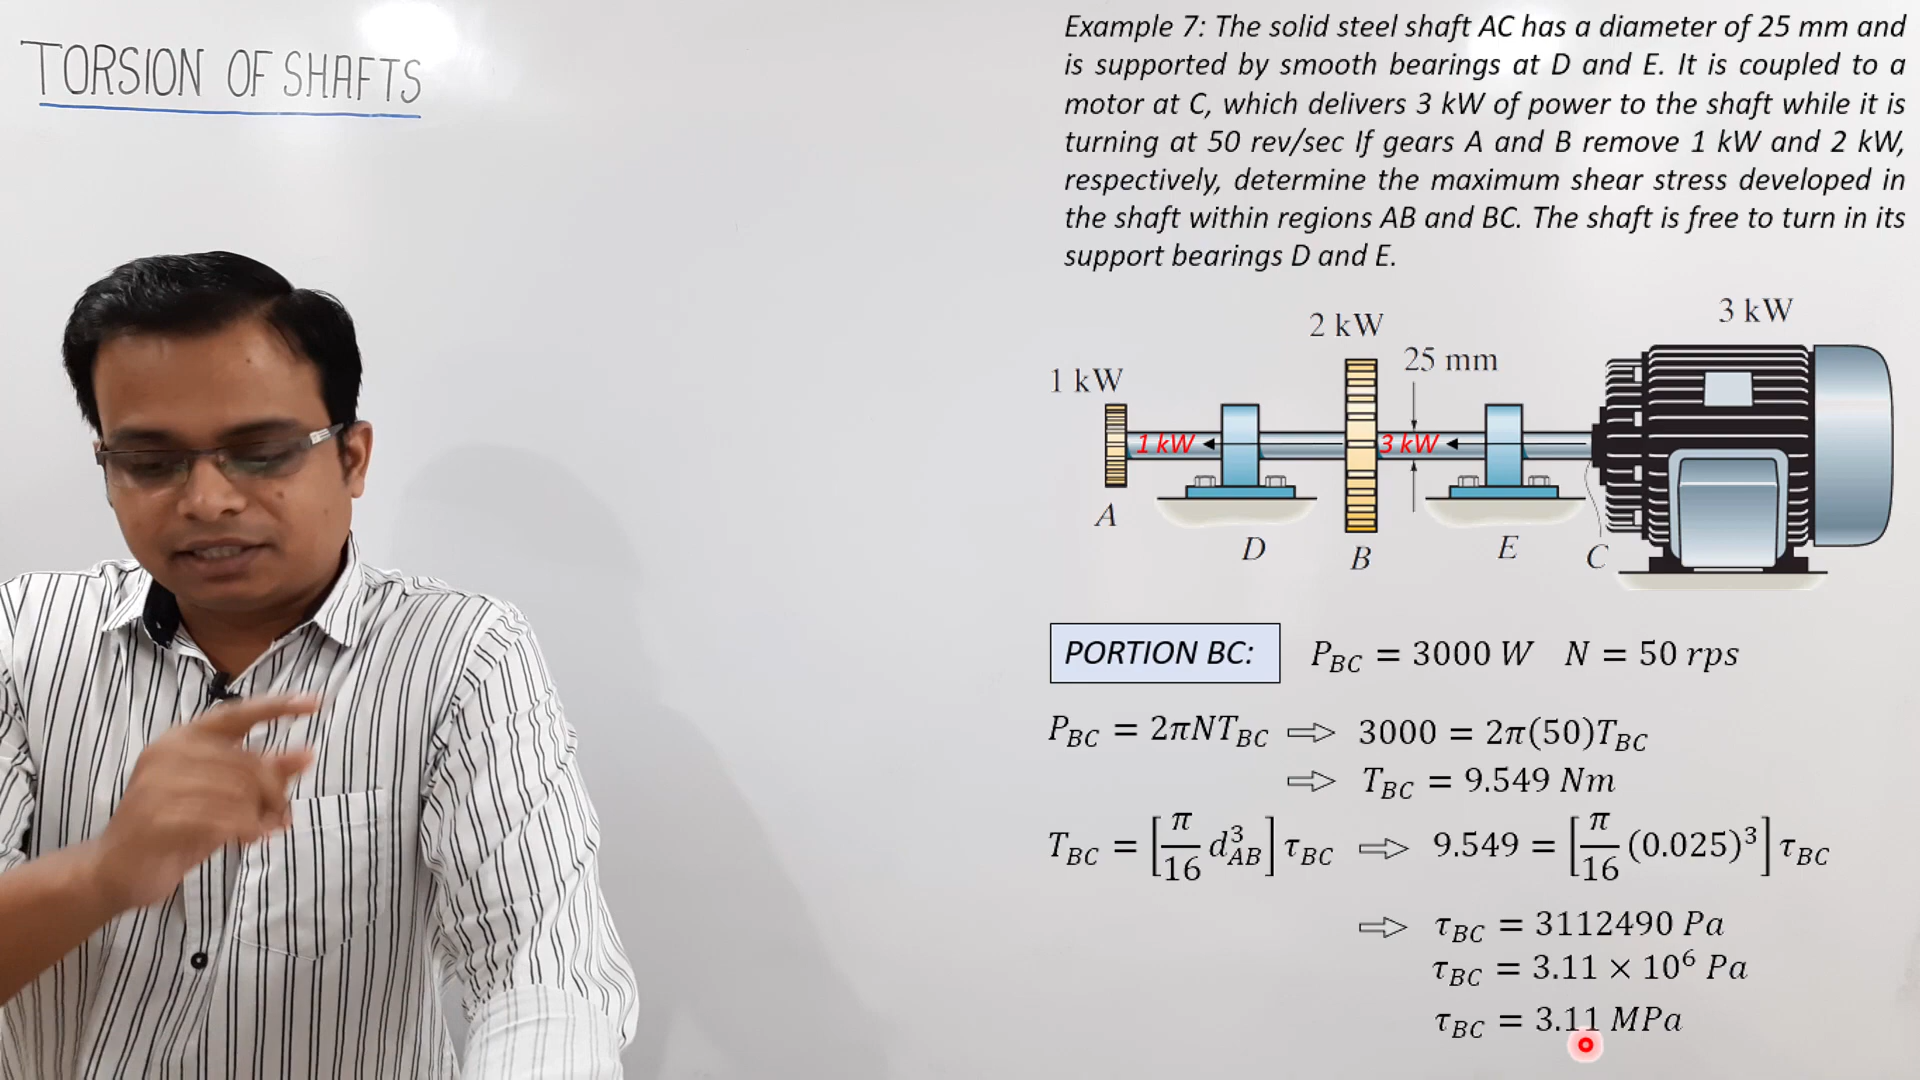 TORSION OF SHAFTS
Example 7: The solid steel shaft AC has a diameter of 25 mm and
is supported by smooth bearings at D and E. It is coupled to a
motor at C, which delivers 3 kW of power to the shaft while it is
turning at 50 rev/sec If gears A and B remove 1 kW and 2 kW,
respectively, determine the maximum shear stress developed in
the shaft within regions AB and BC. The shaft is free to turn in its
support bearings D and E.
3 kW
2 kW
25 mm
1 kW
1 kW
3 kW
A
D
B
E
C
PORTION BC: P_BC = 3000 W N = 50 rps
P_BC = 2πNT_BC ⇨ 3000 = 2π(50)T_BC
⇨ T_BC = 9.549 Nm
T_BC = [π/16 d_AB^3] τ_BC ⇨ 9.549 = [π/16 (0.025)^3] τ_BC
⇨ τ_BC = 3112490 Pa
τ_BC = 3.11 × 10^6 Pa
τ_BC = 3.11 MPa